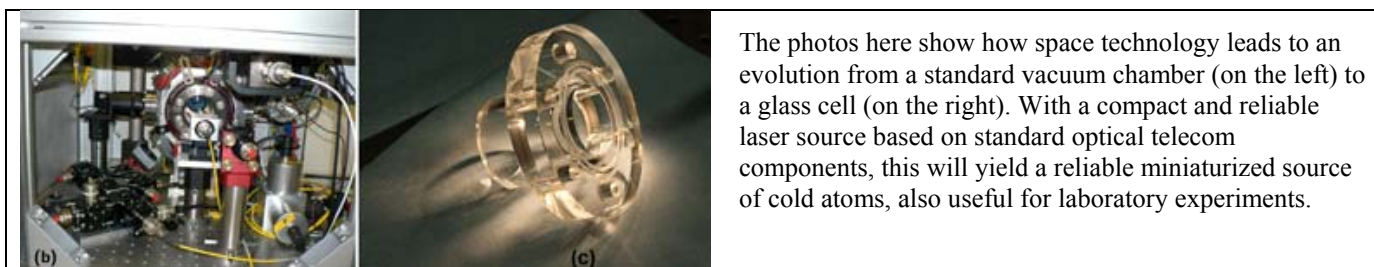 The photos here show how space technology leads to an
evolution from a standard vacuum chamber (on the left) to
a glass cell (on the right). With a compact and reliable
laser source based on standard optical telecom
components, this will yield a reliable miniaturized source
of cold atoms, also useful for laboratory experiments.
(b)
(c)